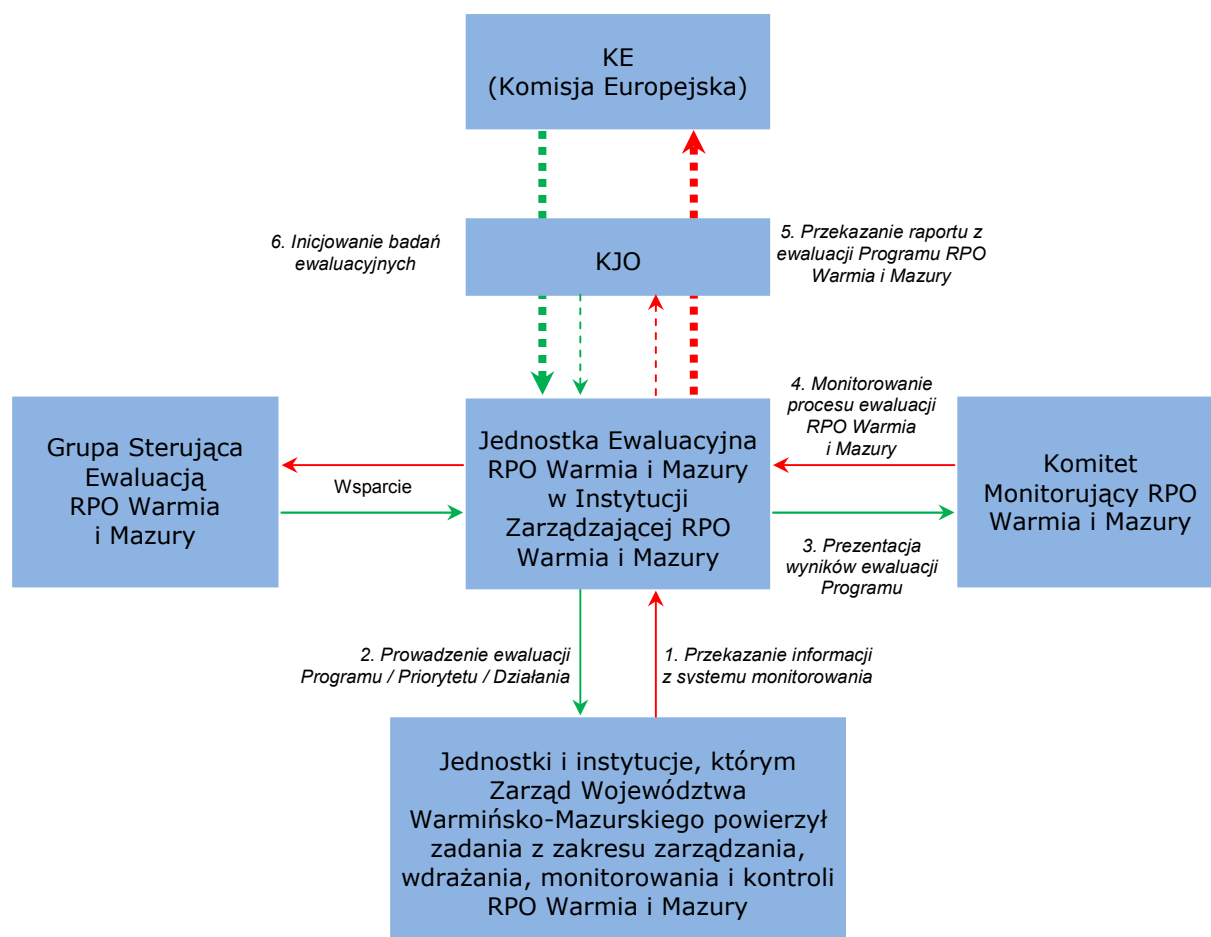 KE
(Komisja Europejska)
6. Inicjowanie badań
ewaluacyjnych
KJO
5. Przekazanie raportu z
ewaluacji Programu RPO
Warmia i Mazury
Grupa Sterująca
Ewaluacją
RPO Warmia
i Mazury
Wsparcie
Jednostka Ewaluacyjna
RPO Warmia i Mazury
w Instytucji
Zarządzającej RPO
Warmia i Mazury
4. Monitorowanie
procesu ewaluacji
RPO Warmia
i Mazury
3. Prezentacja
wyników ewaluacji
Programu
Komitet
Monitorujący RPO
Warmia i Mazury
2. Prowadzenie ewaluacji
Programu / Priorytetu / Działania
1. Przekazanie informacji
z systemu monitorowania
Jednostki i instytucje, którym
Zarząd Województwa
Warmińsko-Mazurskiego powierzył
zadania z zakresu zarządzania,
wdrażania, monitorowania i kontroli
RPO Warmia i Mazury